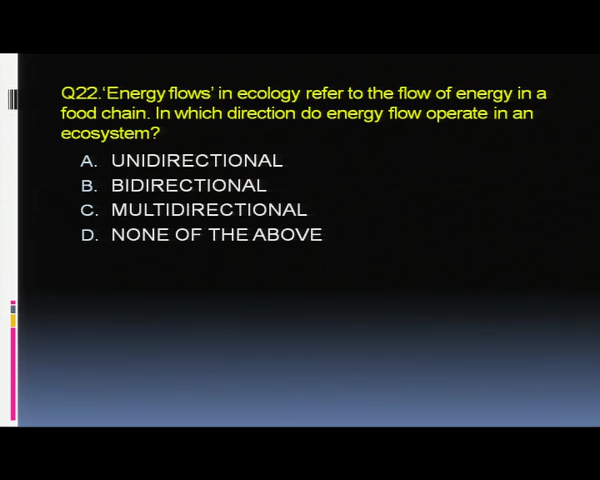 Q22.‘Energy flows’ in ecology refer to the flow of energy in a
food chain. In which direction do energy flow operate in an
ecosystem?
A. UNIDIRECTIONAL
B. BIDIRECTIONAL
C. MULTIDIRECTIONAL
D. NONE OF THE ABOVE